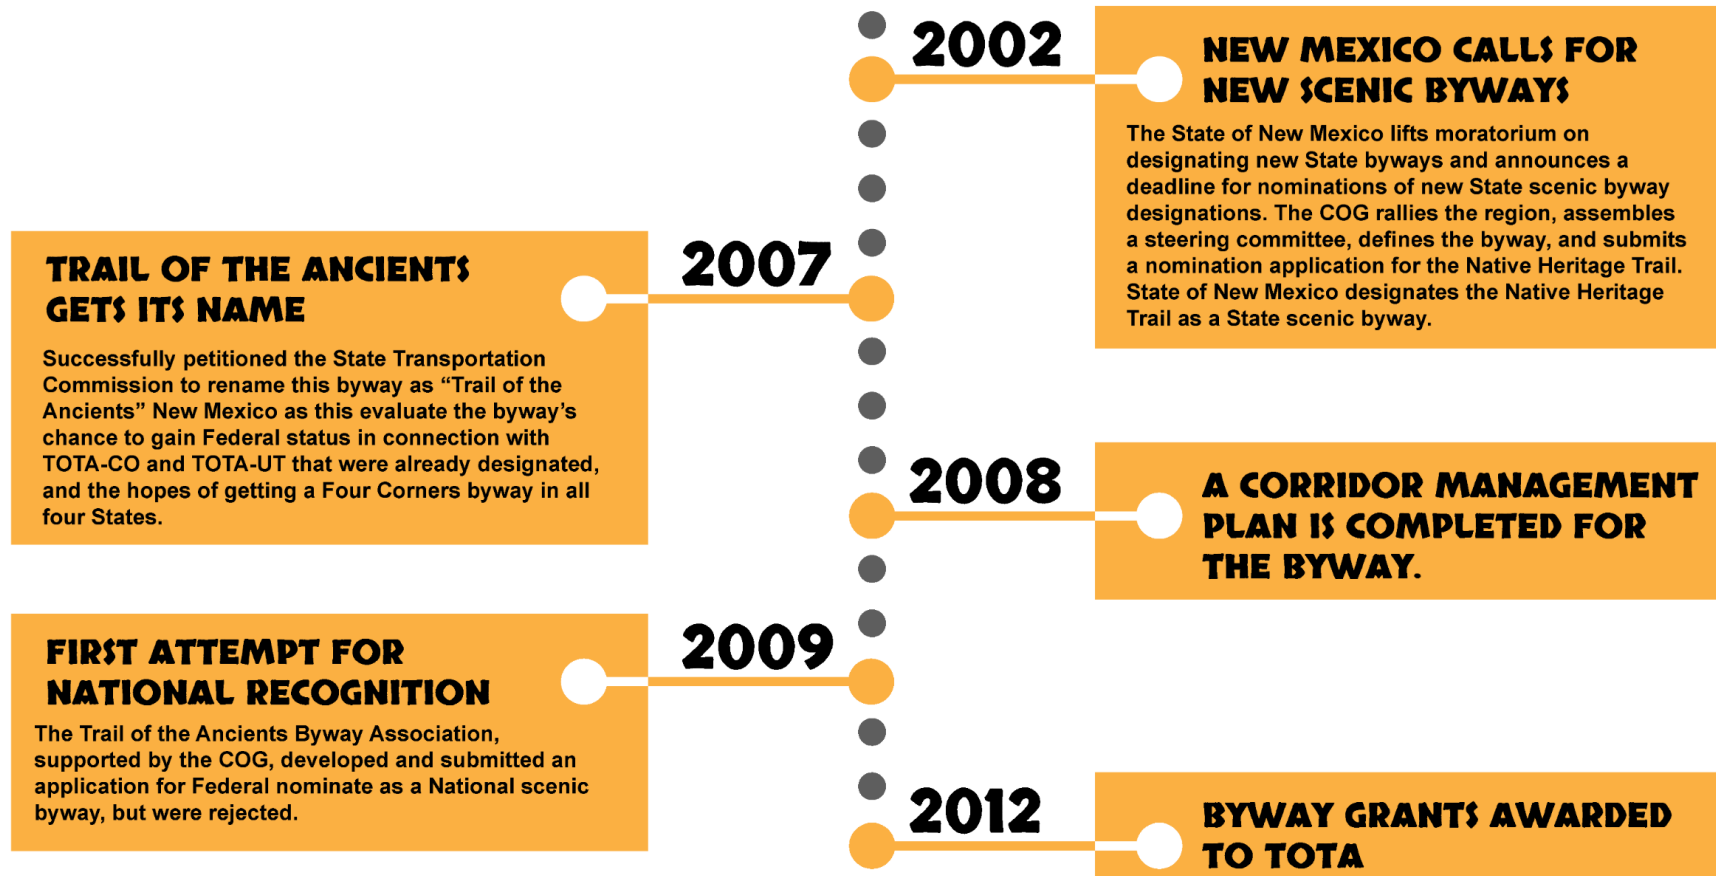 2002
NEW MEXICO CALLS FOR
NEW SCENIC BYWAYS
The State of New Mexico lifts moratorium on
designating new State byways and announces a
deadline for nominations of new State scenic byway
designations. The COG rallies the region, assembles
a steering committee, defines the byway, and submits
a nomination application for the Native Heritage Trail.
State of New Mexico designates the Native Heritage
Trail as a State scenic byway.
2007
TRAIL OF THE ANCIENTS
GETS ITS NAME
Successfully petitioned the State Transportation
Commission to rename this byway as “Trail of the
Ancients” New Mexico as this evaluate the byway’s
chance to gain Federal status in connection with
TOTA-CO and TOTA-UT that were already designated,
and the hopes of getting a Four Corners byway in all
four States.
2008
A CORRIDOR MANAGEMENT
PLAN IS COMPLETED FOR
THE BYWAY.
2009
FIRST ATTEMPT FOR
NATIONAL RECOGNITION
The Trail of the Ancients Byway Association,
supported by the COG, developed and submitted an
application for Federal nominate as a National scenic
byway, but were rejected.
2012
BYWAY GRANTS AWARDED
TO TOTA